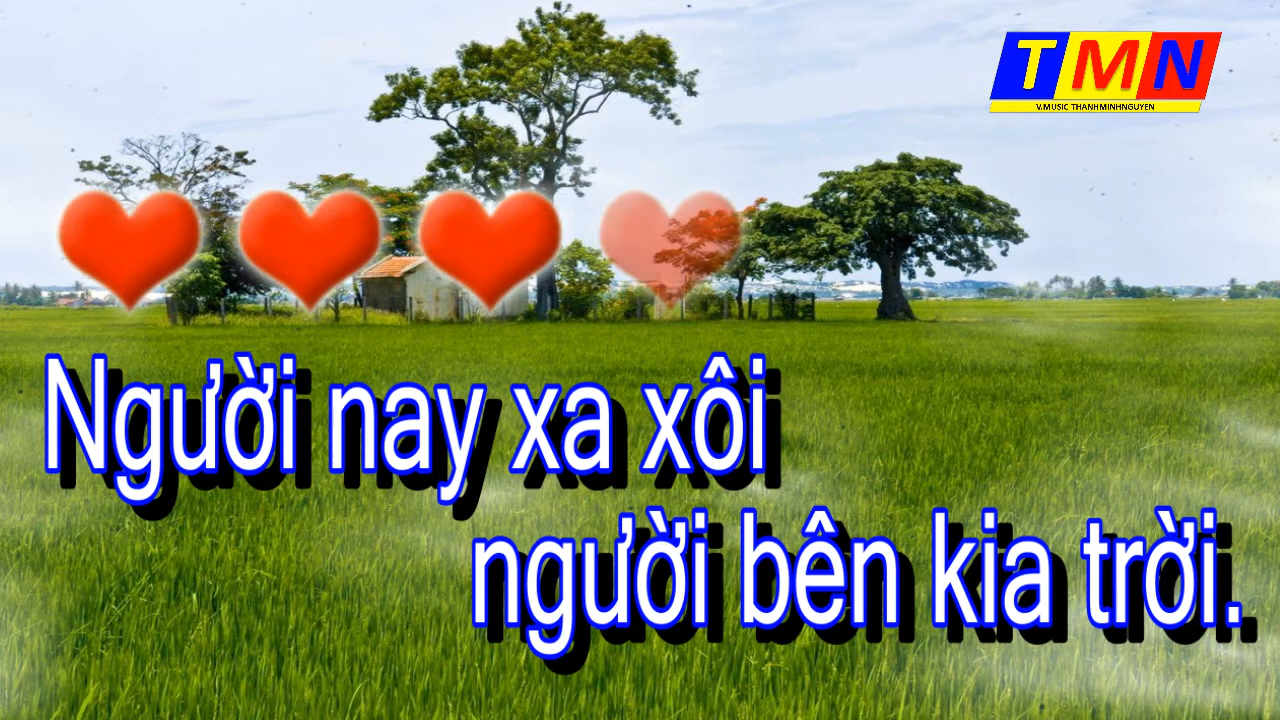 TMN
V.MUSIC THANHMINHNGUYEN
Người nay xa xôi
người bên kia trời.